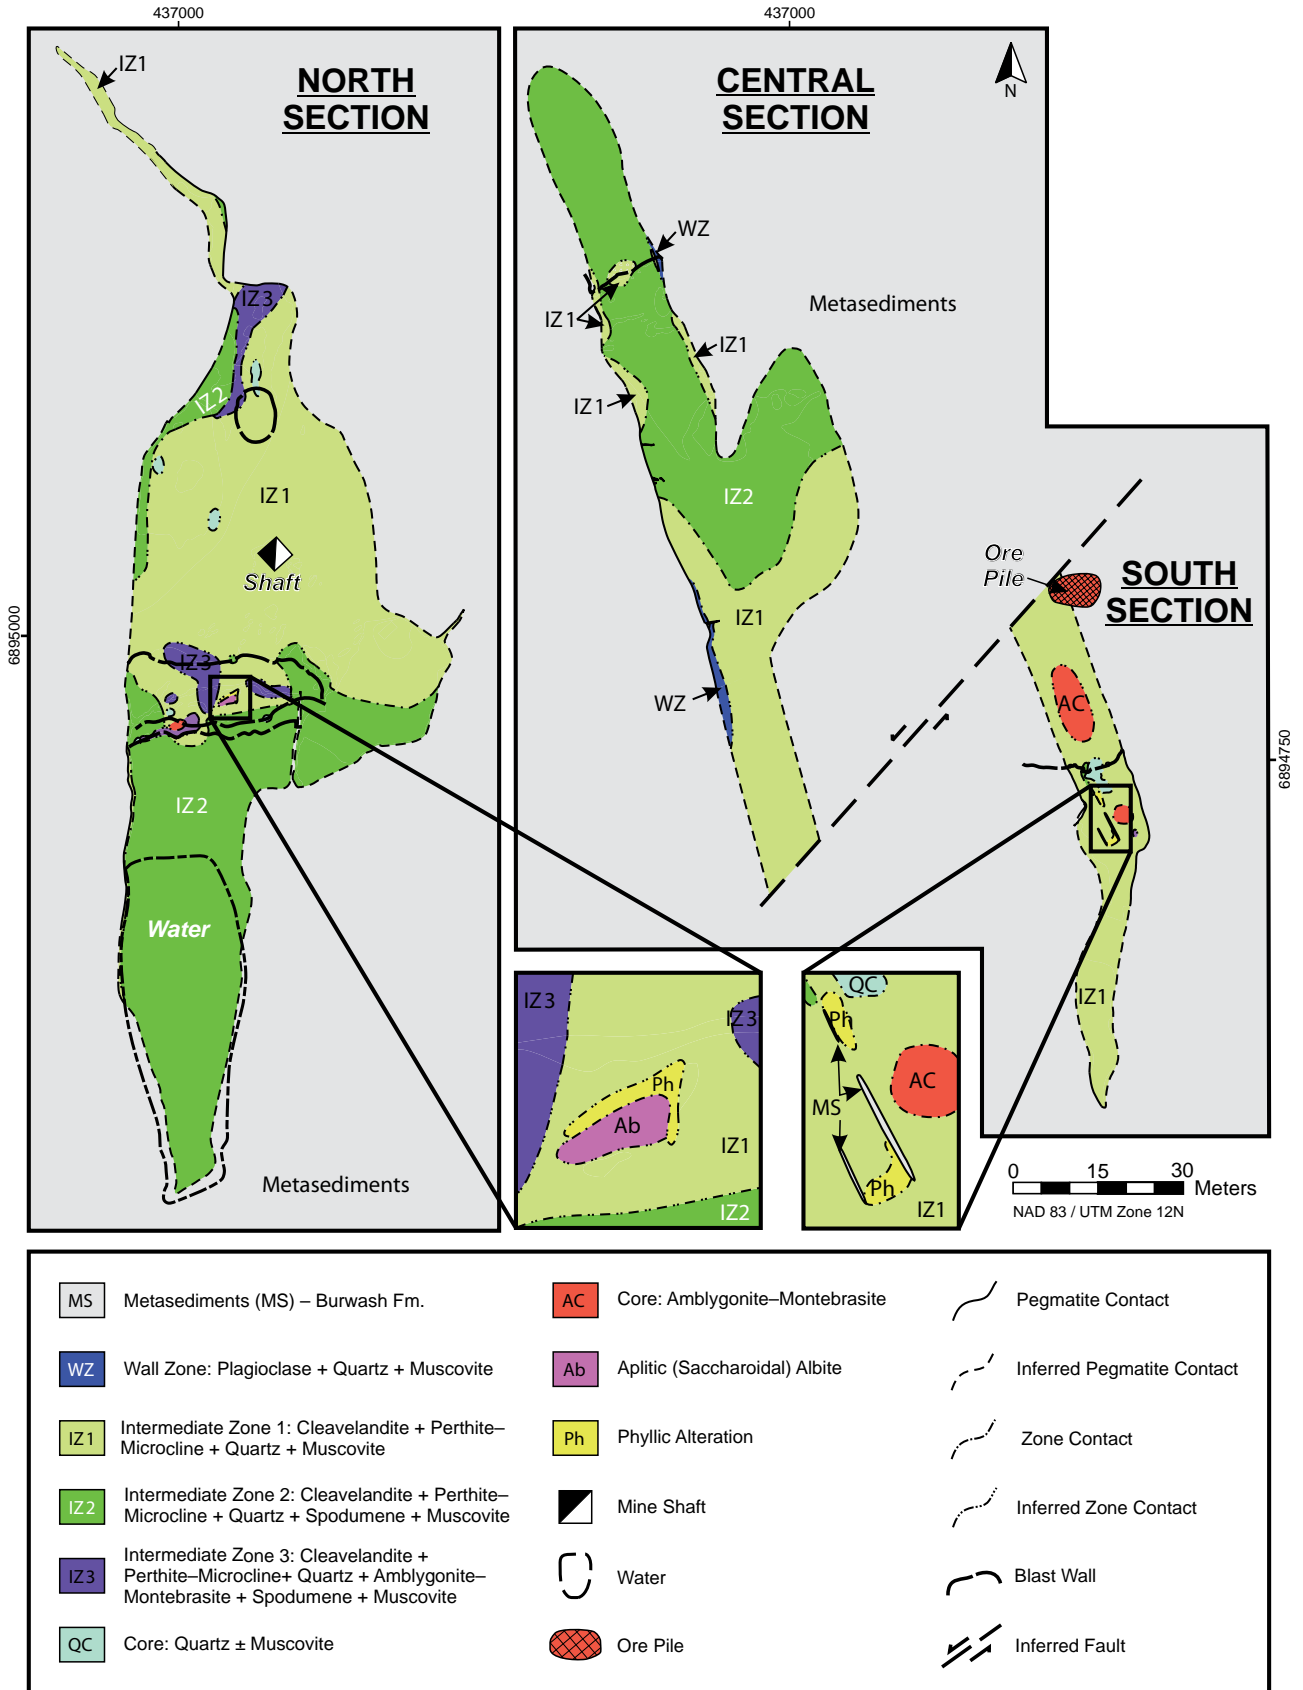 437000
437000
NORTH
SECTION
CENTRAL
SECTION
N
IZ1
WZ
Metasediments
IZ3
IZ1
IZ1
IZ2
IZ1
IZ1
IZ2
Shaft
Ore
Pile
SOUTH
SECTION
6895000
IZ1
IZ3
WZ
AC
6894750
IZ2
Water
IZ1
Metasediments
IZ3
IZ3
Ph
Ab
IZ1
IZ2
QC
Ph
AC
MS
Ph
IZ1
0 15 30
Meters
NAD 83 / UTM Zone 12N
MS Metasediments (MS) – Burwash Fm.
WZ Wall Zone: Plagioclase + Quartz + Muscovite
IZ1 Intermediate Zone 1: Cleavelandite + Perthite–
Microcline + Quartz + Muscovite
IZ2 Intermediate Zone 2: Cleavelandite + Perthite–
Microcline + Quartz + Spodumene + Muscovite
IZ3 Intermediate Zone 3: Cleavelandite +
Perthite–Microcline+ Quartz + Amblygonite–
Montebrasite + Spodumene + Muscovite
QC Core: Quartz ± Muscovite
AC Core: Amblygonite–Montebrasite
Ab Aplitic (Saccharoidal) Albite
Ph Phyllic Alteration
Mine Shaft
Water
Ore Pile
Pegmatite Contact
Inferred Pegmatite Contact
Zone Contact
Inferred Zone Contact
Blast Wall
Inferred Fault